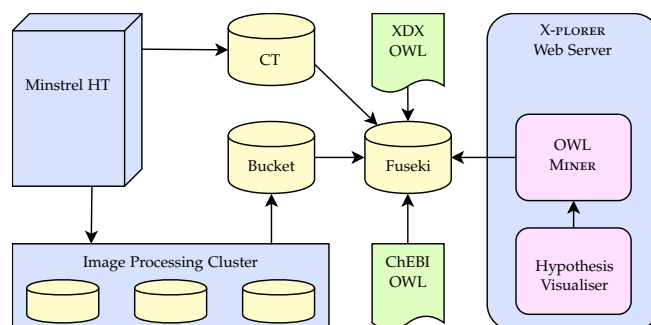 Minstrel HT
CT
XDX
OWL
X-PLORER
Web Server
Bucket
Fuseki
OWL
MINER
Image Processing Cluster
ChEBI
OWL
Hypothesis
Visualiser